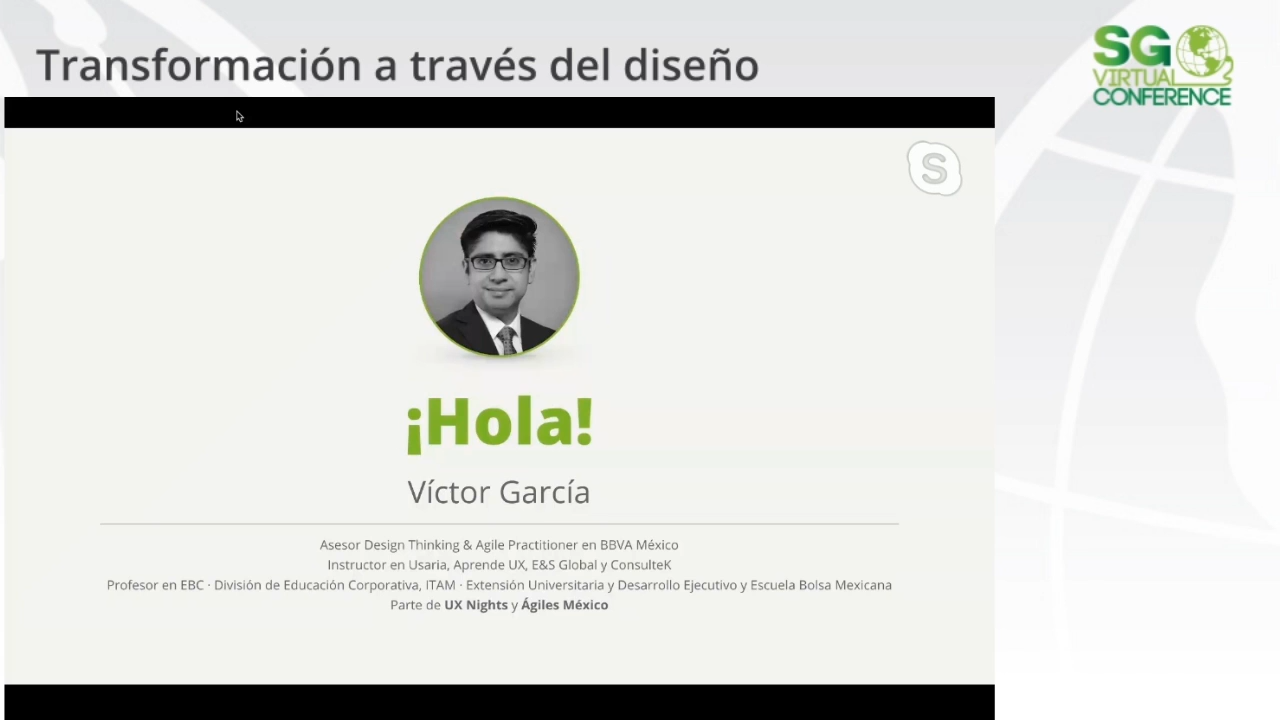 Transformación a través del diseño
SG
VIRTUAL
CONFERENCE
S
¡Hola!
Víctor García
Asesor Design Thinking & Agile Practitioner en BBVA México
Instructor en Usaria, Aprende UX, E&S Global y ConsulteK
Profesor en EBC · División de Educación Corporativa, ITAM · Extensión Universitaria y Desarrollo Ejecutivo y Escuela Bolsa Mexicana
Parte de UX Nights y Ágiles México